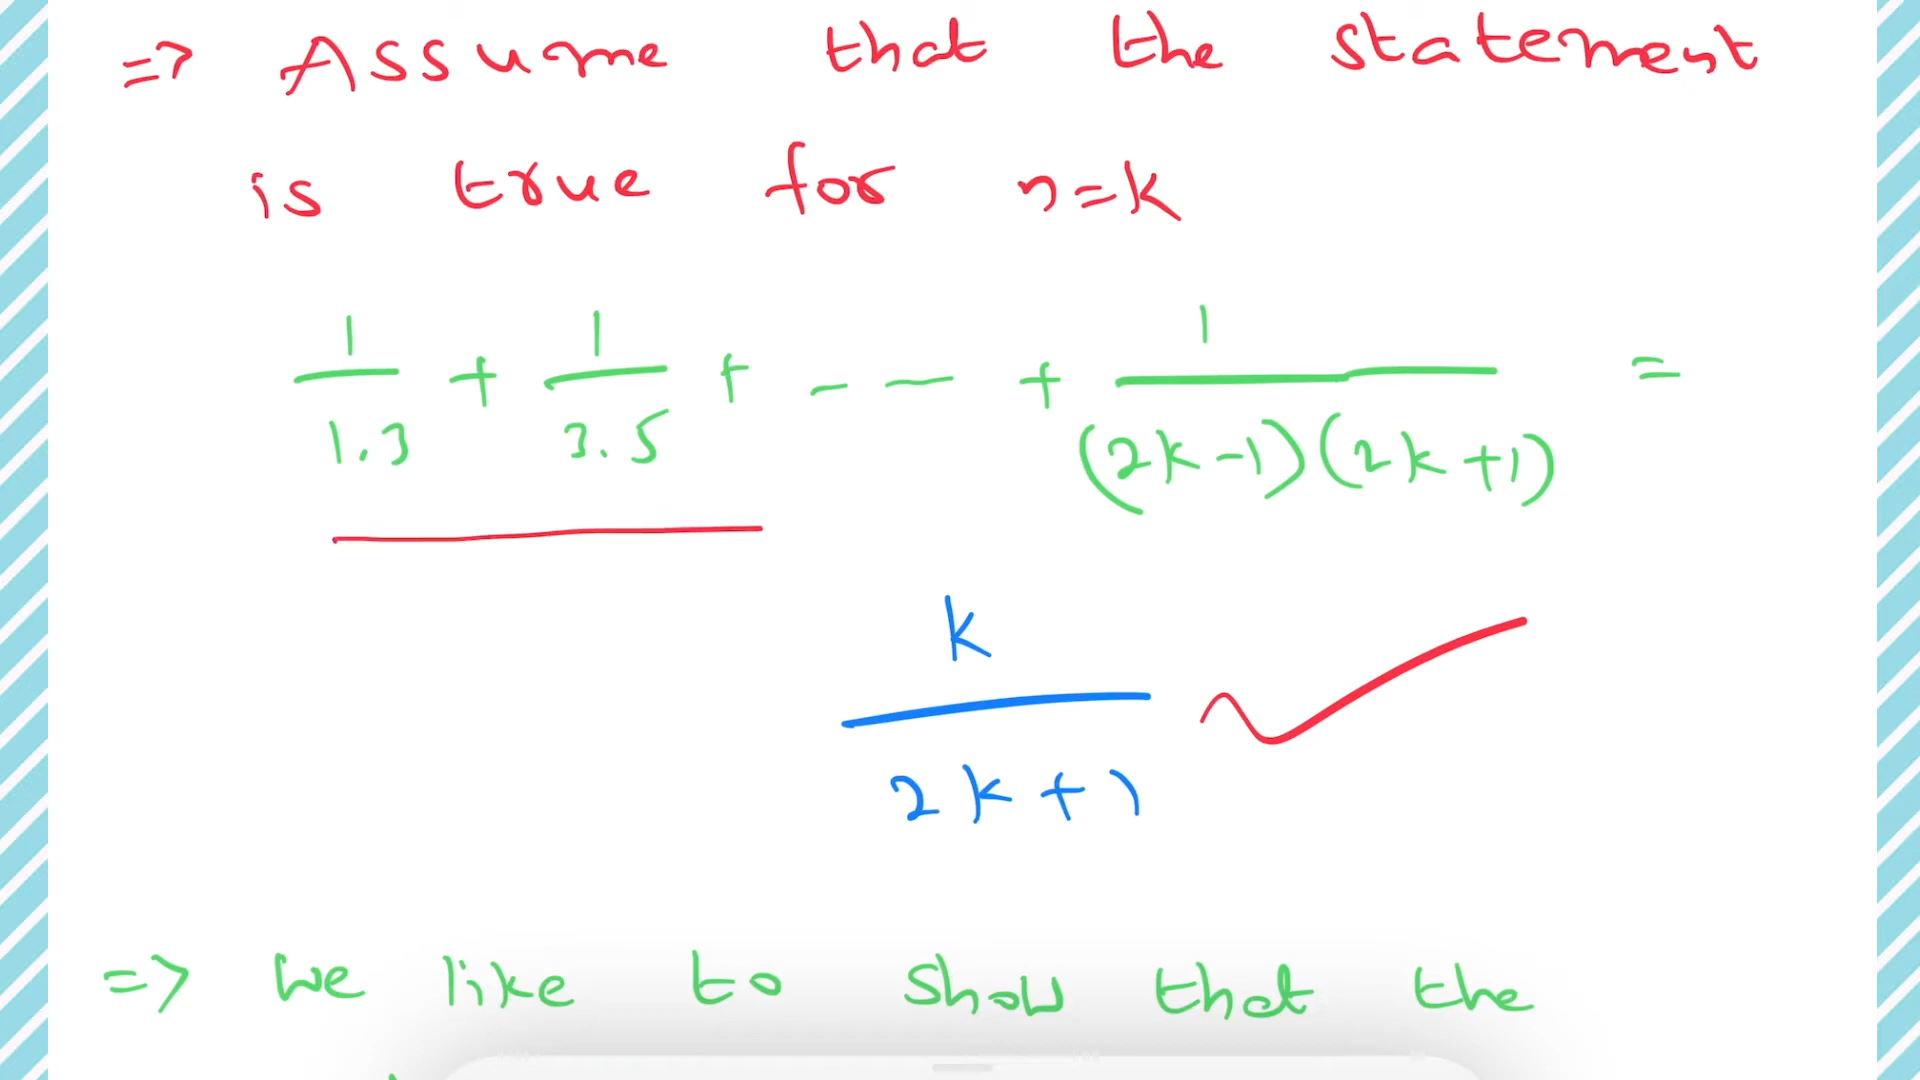 => Assume that the statement
is true for n=k
1/1.3 + 1/3.5 + - - + 1/(2k-1)(2k+1) =
k/2k+1
=> We like to show that the